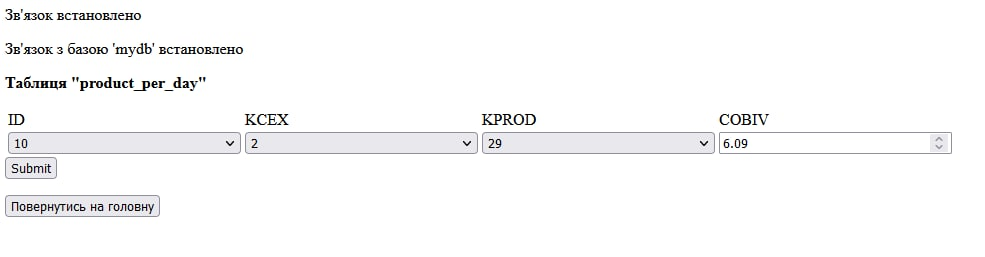 Зв'язок встановлено
Зв'язок з базою 'mydb' встановлено
Таблиця "product_per_day"
ID KCEX KPROD COBIV
10 2 29 6.09
Submit
Повернутись на головну